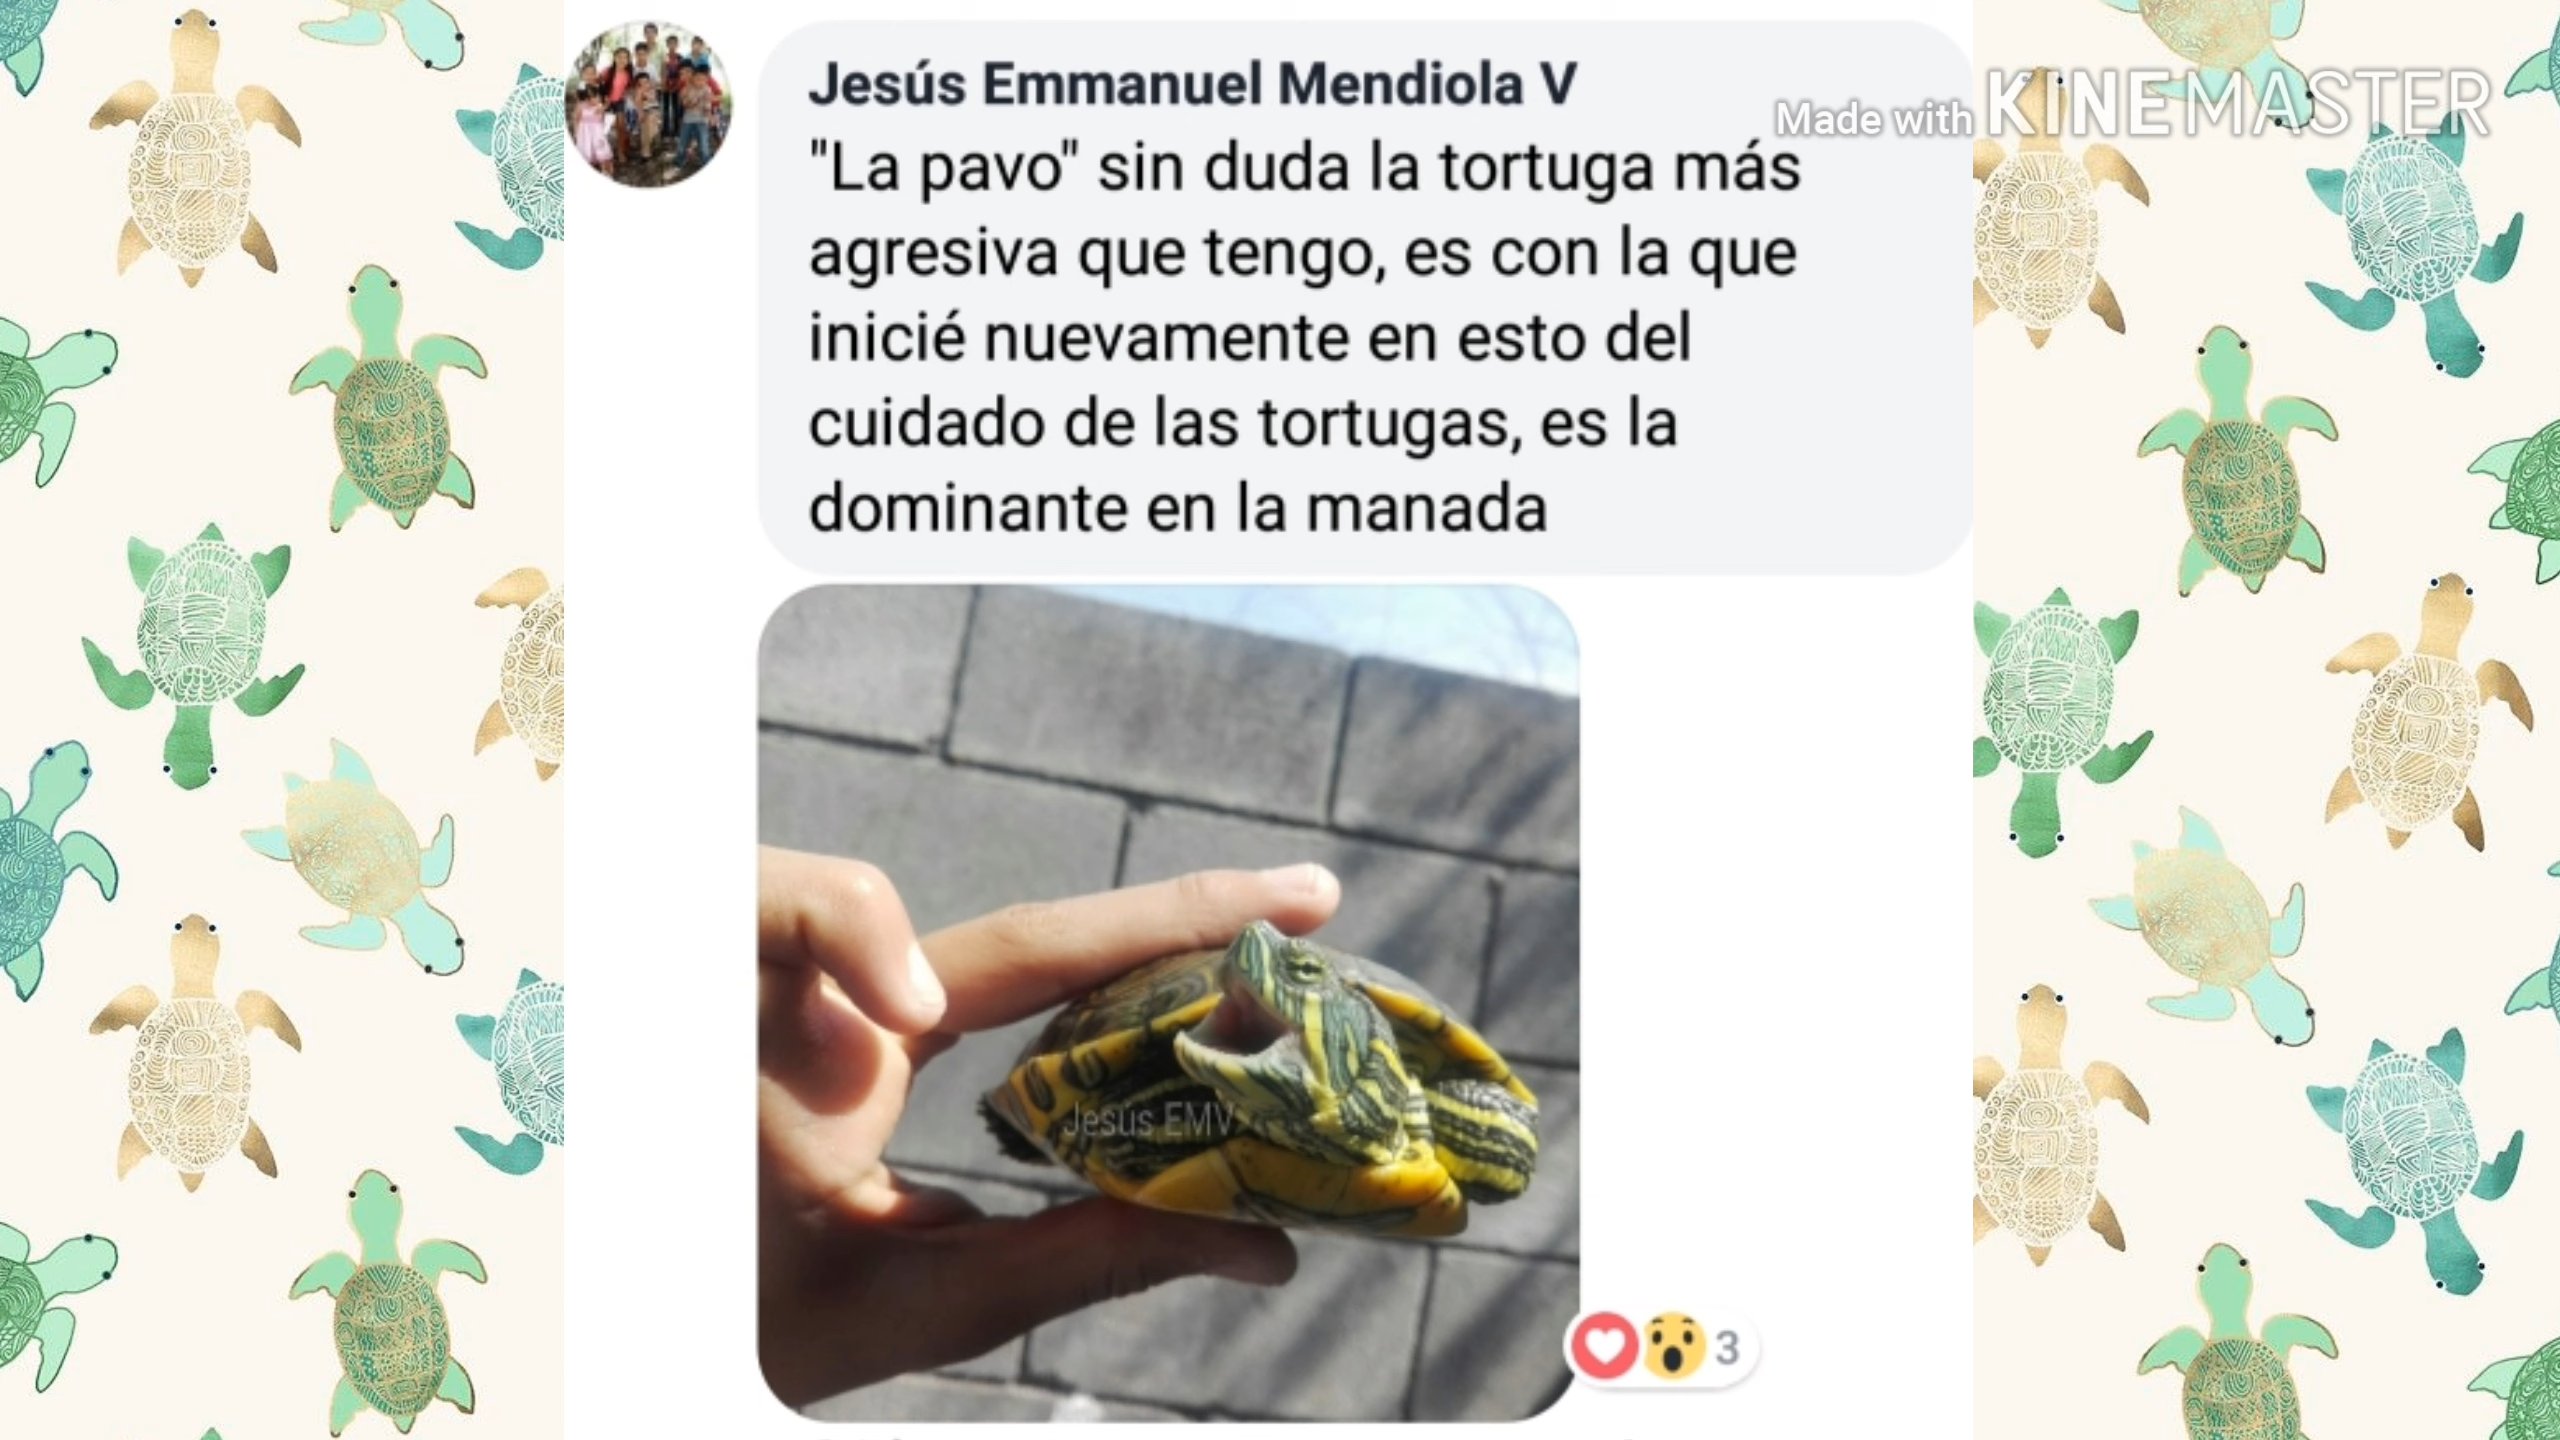 Jesús Emmanuel Mendiola V
Made with KINEMASTER
"La pavo" sin duda la tortuga más
agresiva que tengo, es con la que
inicié nuevamente en esto del
cuidado de las tortugas, es la
dominante en la manada
Jesús EMV
3